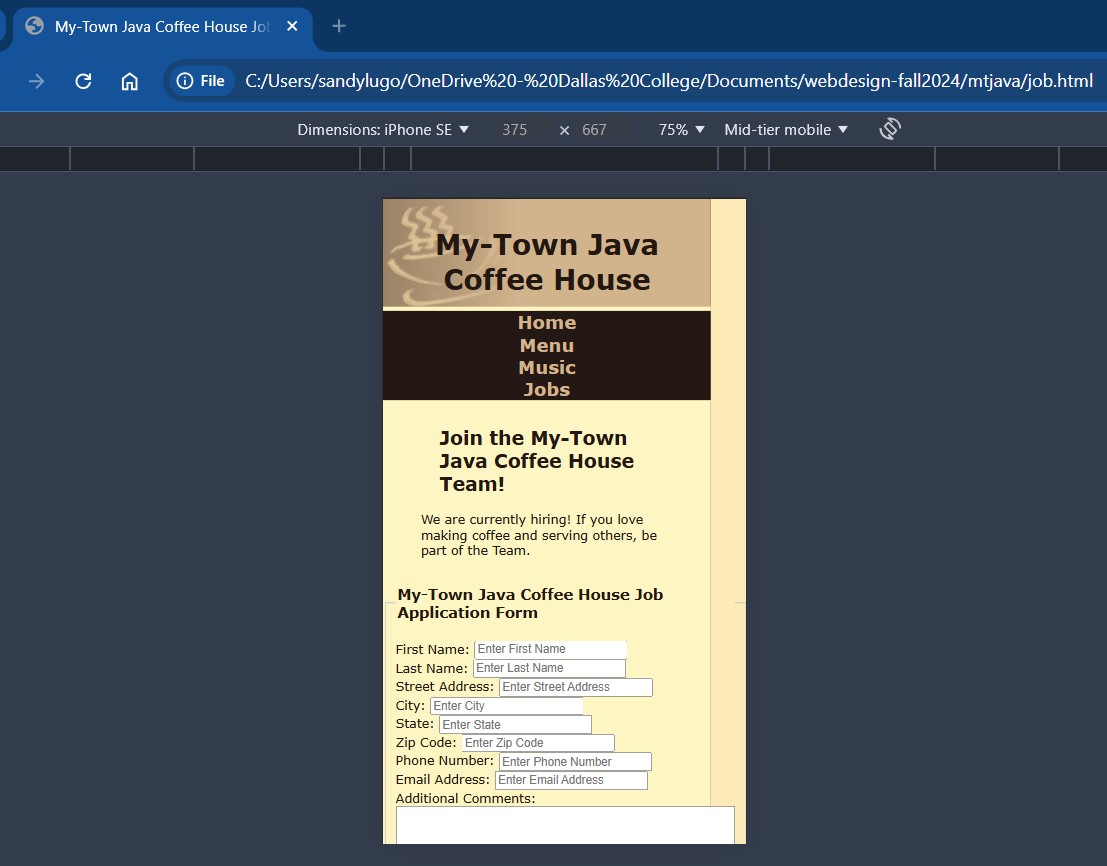 My-Town Java Coffee House Job
File C:/Users/sandylugo/OneDrive%20-%20Dallas%20College/Documents/webdesign-fall2024/mtjava/job.html
Dimensions: iPhone SE 375 × 667 75% Mid-tier mobile
My-Town Java
Coffee House
Home
Menu
Music
Jobs
Join the My-Town
Java Coffee House
Team!
We are currently hiring! If you love
making coffee and serving others, be
part of the Team.
My-Town Java Coffee House Job
Application Form
First Name: Enter First Name
Last Name: Enter Last Name
Street Address: Enter Street Address
City: Enter City
State: Enter State
Zip Code: Enter Zip Code
Phone Number: Enter Phone Number
Email Address: Enter Email Address
Additional Comments: